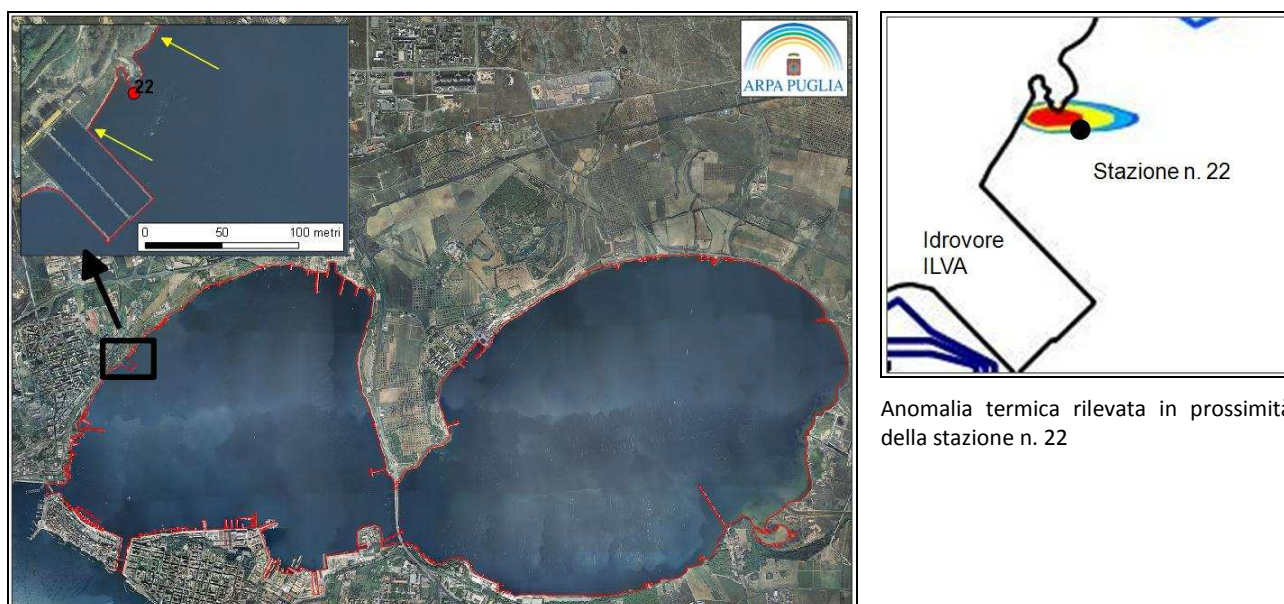 22
0 50 100 metri
ARPA PUGLIA
Stazione n. 22
Idrovore
ILVA
Anomalia termica rilevata in prossimità
della stazione n. 22